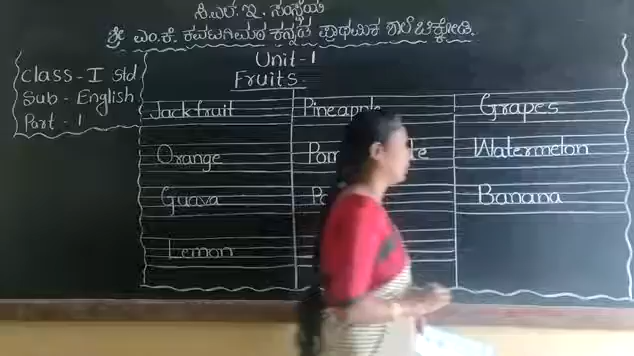 ಸಿ.ಎಲ್.ಇ. ಸಂಸ್ಥೆಯ
ಶ್ರೀ ಎಂ.ಕೆ. ಕವಟಗಿಮಠ ಕನ್ನಡ ಪ್ರಾಥಮಿಕ ಶಾಲೆ ಚಿಕ್ಕೋಡಿ.
Class - I std
Sub - English
Part - 1
Unit - 1
Fruits.
Jackfruit Pineapple Grapes
Orange Watermelon
Guava Banana
Lemon